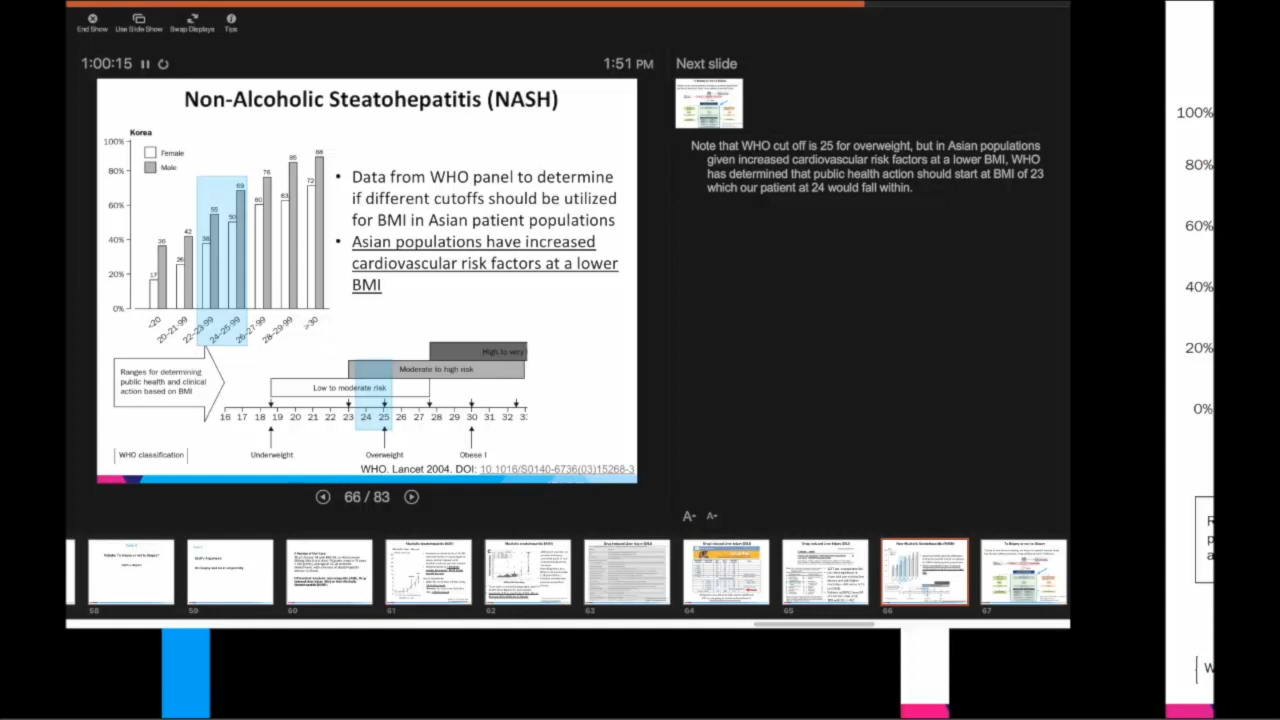 End Show Use Slide Show Swap Displays Tips
1:00:15
1:51 PM
Next slide
Non-Alcoholic Steatohepatitis (NASH)
Korea
Female
Male
100%
80%
60%
40%
20%
0%
17 36 26 42 38 55 50 69 60 76 63 85 72 88
<20 20–21·99 22–23·99 24–25·99 26–27·99 28–29·99 >30
• Data from WHO panel to determine
if different cutoffs should be utilized
for BMI in Asian patient populations
• Asian populations have increased
cardiovascular risk factors at a lower
BMI
High to very
Moderate to high risk
Low to moderate risk
Ranges for determining
public health and clinical
action based on BMI
16 17 18 19 20 21 22 23 24 25 26 27 28 29 30 31 32
WHO classification
Underweight
Overweight
Obese I
WHO. Lancet 2004. DOI: 10.1016/S0140-6736(03)15268-3
66 / 83
Note that WHO cut off is 25 for overweight, but in Asian populations
given increased cardiovascular risk factors at a lower BMI, WHO
has determined that public health action should start at BMI of 23
which our patient at 24 would fall within.
A A
58 59 60 61 62 63 64 65 66 67
100%
80%
60%
40%
20%
0%